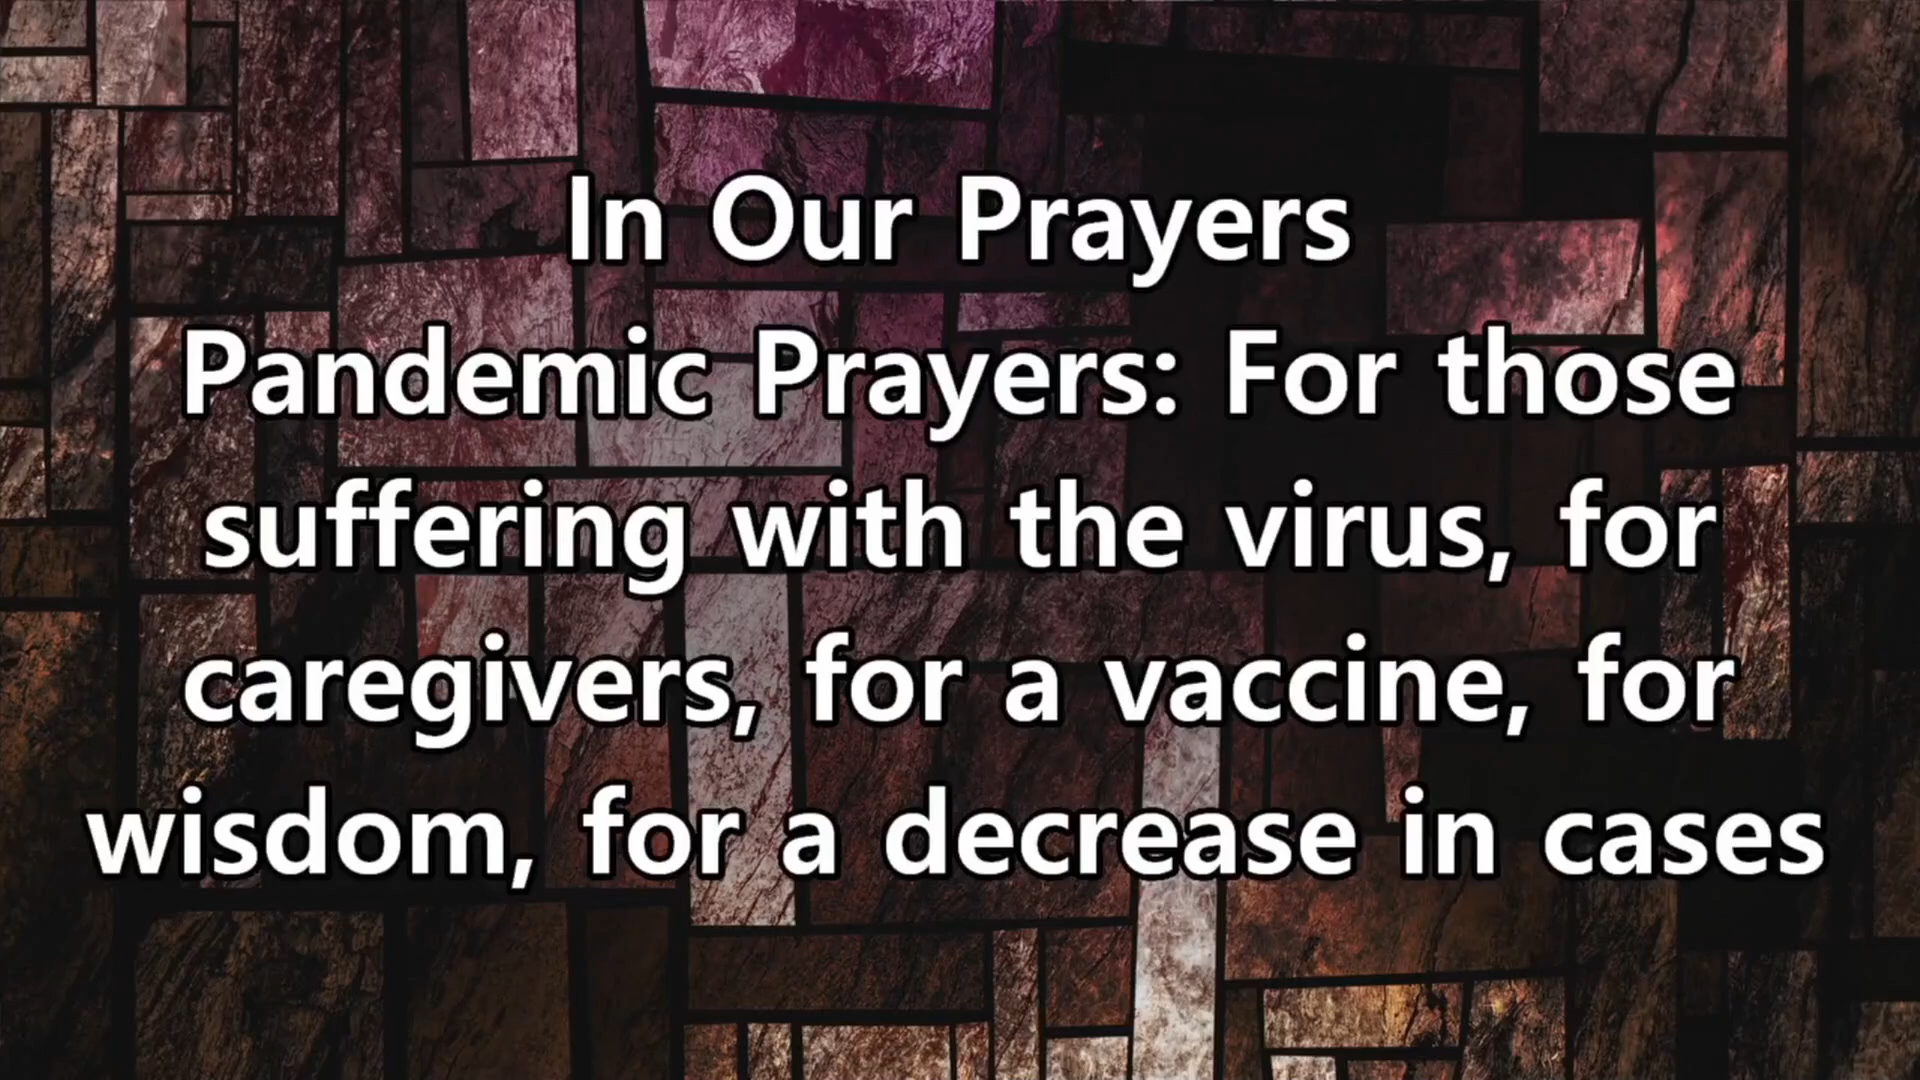 In Our Prayers
Pandemic Prayers: For those
suffering with the virus, for
caregivers, for a vaccine, for
wisdom, for a decrease in cases